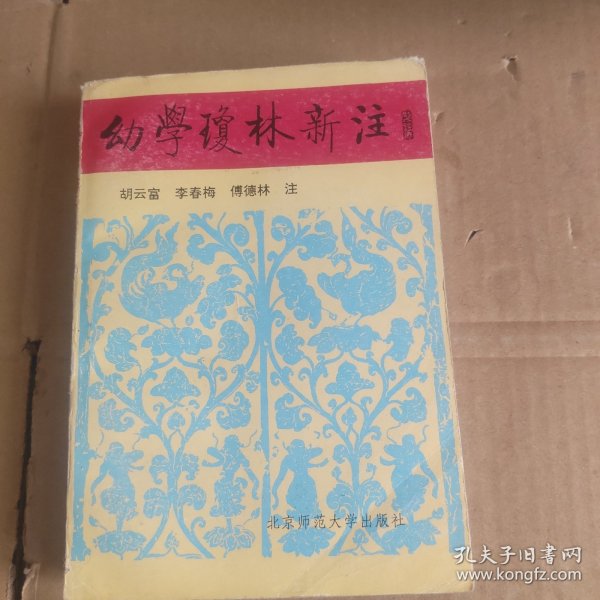 幼學瓊林新注
胡云富 李春梅 傅德林 注
北京师范大学出版社
孔夫子旧书网
www.kongfz.com